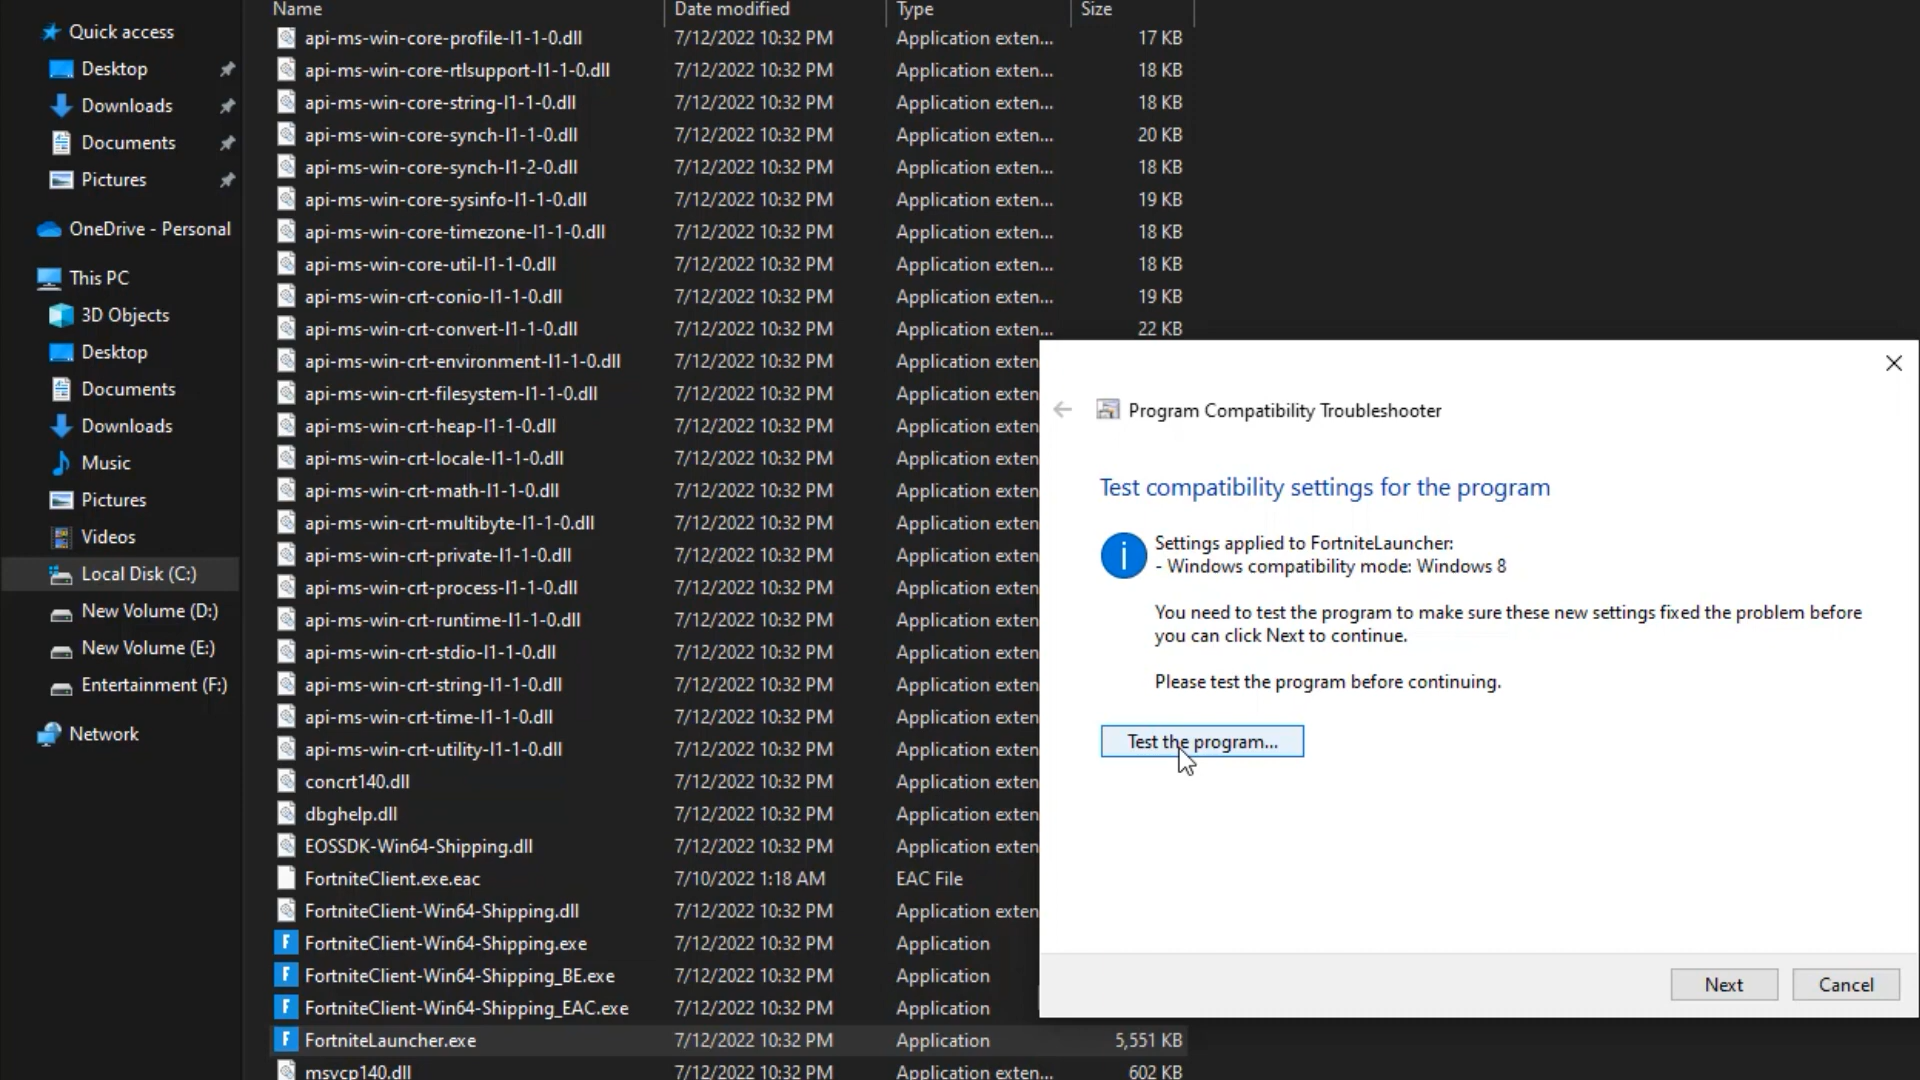 Name Date modified Type Size
Quick access
Desktop
Downloads
Documents
Pictures
OneDrive - Personal
This PC
3D Objects
Desktop
Documents
Downloads
Music
Pictures
Videos
Local Disk (C:)
New Volume (D:)
New Volume (E:)
Entertainment (F:)
Network
api-ms-win-core-profile-l1-1-0.dll 7/12/2022 10:32 PM Application exten... 17 KB
api-ms-win-core-rtlsupport-l1-1-0.dll 7/12/2022 10:32 PM Application exten... 18 KB
api-ms-win-core-string-l1-1-0.dll 7/12/2022 10:32 PM Application exten... 18 KB
api-ms-win-core-synch-l1-1-0.dll 7/12/2022 10:32 PM Application exten... 20 KB
api-ms-win-core-synch-l1-2-0.dll 7/12/2022 10:32 PM Application exten... 18 KB
api-ms-win-core-sysinfo-l1-1-0.dll 7/12/2022 10:32 PM Application exten... 19 KB
api-ms-win-core-timezone-l1-1-0.dll 7/12/2022 10:32 PM Application exten... 18 KB
api-ms-win-core-util-l1-1-0.dll 7/12/2022 10:32 PM Application exten... 18 KB
api-ms-win-crt-conio-l1-1-0.dll 7/12/2022 10:32 PM Application exten... 19 KB
api-ms-win-crt-convert-l1-1-0.dll 7/12/2022 10:32 PM Application exten... 22 KB
api-ms-win-crt-environment-l1-1-0.dll 7/12/2022 10:32 PM Application exten
api-ms-win-crt-filesystem-l1-1-0.dll 7/12/2022 10:32 PM Application exten
api-ms-win-crt-heap-l1-1-0.dll 7/12/2022 10:32 PM Application exten
api-ms-win-crt-locale-l1-1-0.dll 7/12/2022 10:32 PM Application exten
api-ms-win-crt-math-l1-1-0.dll 7/12/2022 10:32 PM Application exten
api-ms-win-crt-multibyte-l1-1-0.dll 7/12/2022 10:32 PM Application exten
api-ms-win-crt-private-l1-1-0.dll 7/12/2022 10:32 PM Application exten
api-ms-win-crt-process-l1-1-0.dll 7/12/2022 10:32 PM Application exten
api-ms-win-crt-runtime-l1-1-0.dll 7/12/2022 10:32 PM Application exten
api-ms-win-crt-stdio-l1-1-0.dll 7/12/2022 10:32 PM Application exten
api-ms-win-crt-string-l1-1-0.dll 7/12/2022 10:32 PM Application exten
api-ms-win-crt-time-l1-1-0.dll 7/12/2022 10:32 PM Application exten
api-ms-win-crt-utility-l1-1-0.dll 7/12/2022 10:32 PM Application exten
concrt140.dll 7/12/2022 10:32 PM Application exten
dbghelp.dll 7/12/2022 10:32 PM Application exten
EOSSDK-Win64-Shipping.dll 7/12/2022 10:32 PM Application exten
FortniteClient.exe.eac 7/10/2022 1:18 AM EAC File
FortniteClient-Win64-Shipping.dll 7/12/2022 10:32 PM Application exten
FortniteClient-Win64-Shipping.exe 7/12/2022 10:32 PM Application
FortniteClient-Win64-Shipping_BE.exe 7/12/2022 10:32 PM Application
FortniteClient-Win64-Shipping_EAC.exe 7/12/2022 10:32 PM Application
FortniteLauncher.exe 7/12/2022 10:32 PM Application 5,551 KB
msvcp140.dll 7/12/2022 10:32 PM Application exten... 602 KB
Program Compatibility Troubleshooter
Test compatibility settings for the program
Settings applied to FortniteLauncher:
- Windows compatibility mode: Windows 8
You need to test the program to make sure these new settings fixed the problem before
you can click Next to continue.
Please test the program before continuing.
Test the program...
Next Cancel